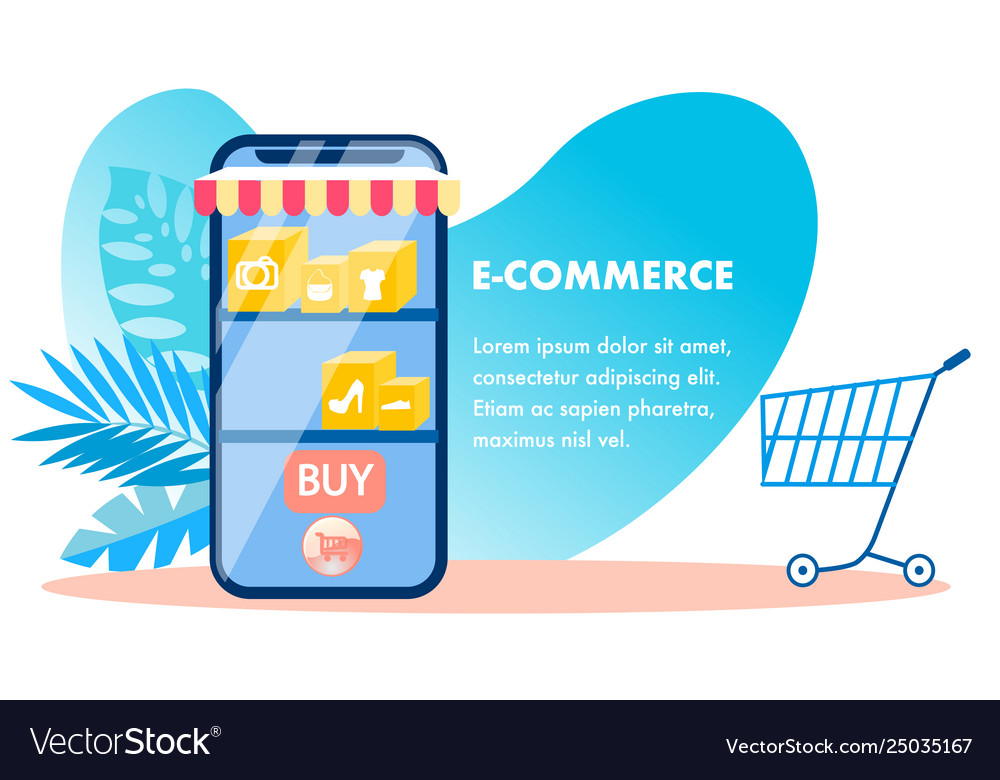 E-COMMERCE
Lorem ipsum dolor sit amet,
consectetur adipiscing elit.
Etiam ac sapien pharetra,
maximus nisl vel.
BUY
VectorStock®
VectorStock.com/25035167